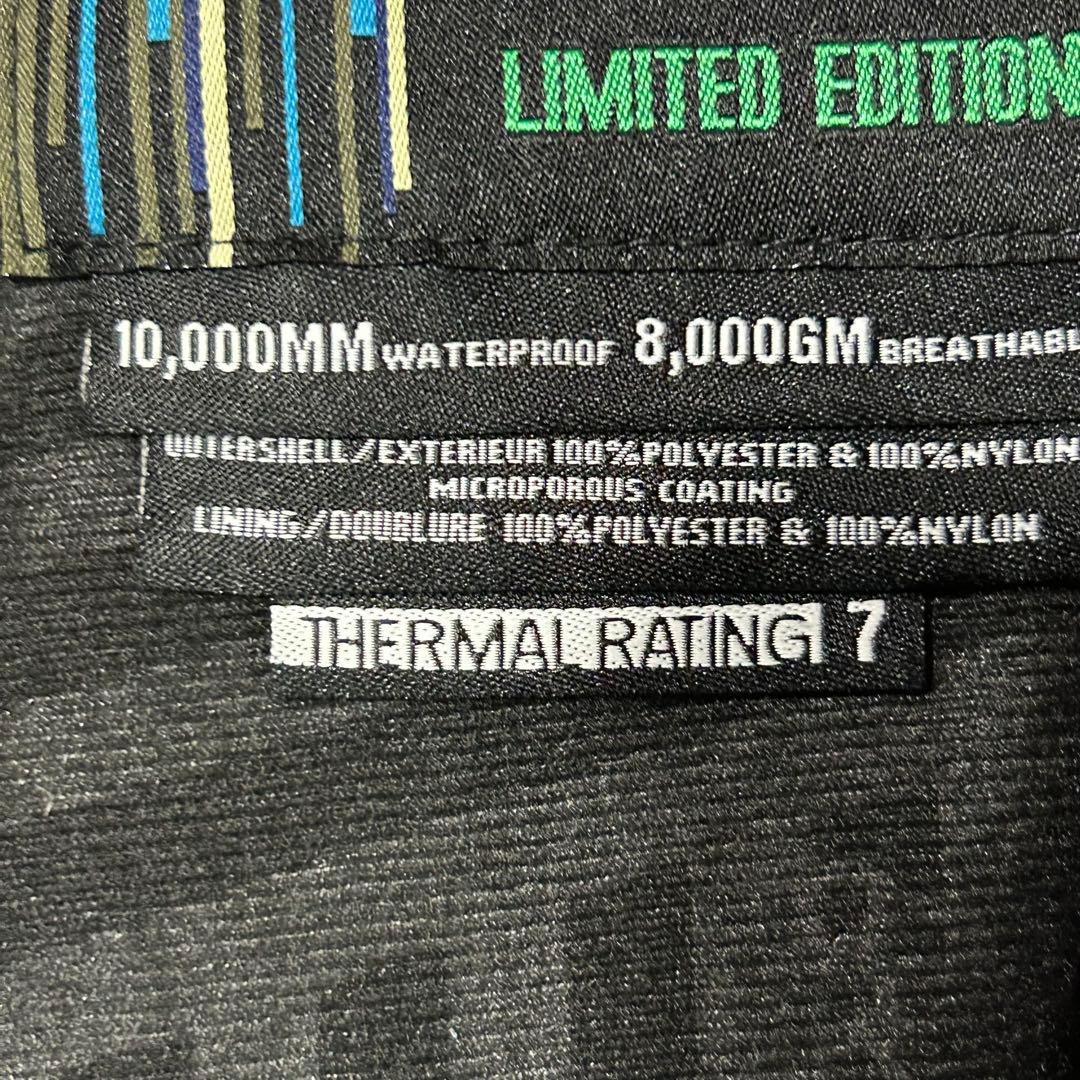 LIMITED EDITION
10,000MM WATERPROOF 8,000GM BREATHABL
OUTERSHELL/EXTERIEUR 100%POLYESTER & 100%NYLON
MICROPOROUS COATING
LINING/DOUBLURE 100%POLYESTER & 100%NYLON
THERMAL RATING 7